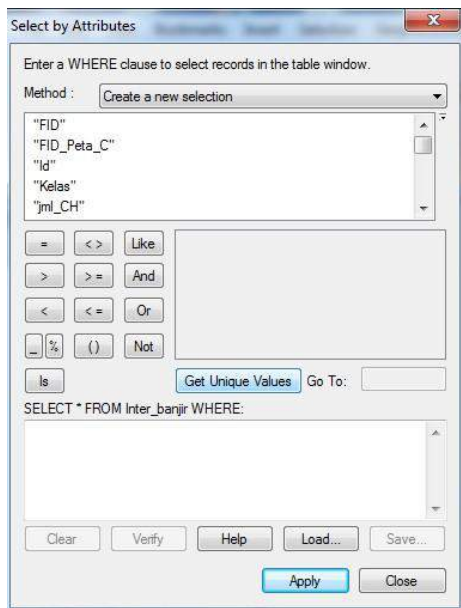 Select by Attributes
Enter a WHERE clause to select records in the table window.
Method : Create a new selection
"FID"
"FID_Peta_C"
"Id"
"Kelas"
"jml_CH"
= < > Like
> > = And
< < = Or
_ % ( ) Not
Is Get Unique Values Go To:
SELECT * FROM Inter_banjir WHERE:
Clear Verify Help Load... Save...
Apply Close